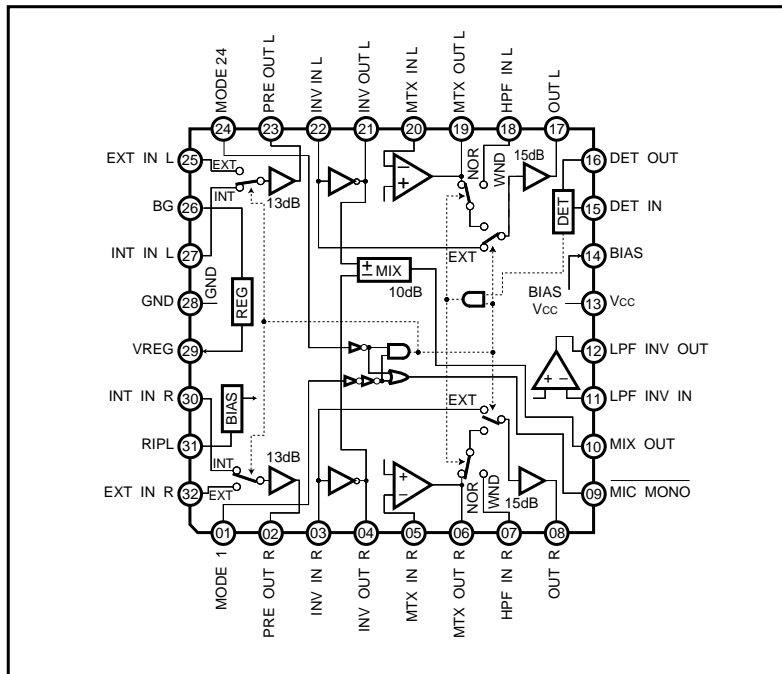 MODE 24
PRE OUT L
INV IN L
INV OUT L
MTX IN L
MTX OUT L
HPF IN L
OUT L
24
23
22
21
20
19
18
17
EXT IN L
25
EXT
INT
13dB
NOR
WND
15dB
16
DET OUT
BG
26
DET
15
DET IN
INT IN L
27
EXT
14
BIAS
GND
28
GND
REG
+
−
MIX
10dB
BIAS
VCC
13
VCC
VREG
29
12
LPF INV OUT
+
−
INT IN R
30
BIAS
EXT
11
LPF INV IN
RIPL
31
10
MIX OUT
INT
EXT
13dB
NOR
WND
15dB
EXT IN R
32
09
MIC MONO
01
02
03
04
05
06
07
08
MODE 1
PRE OUT R
INV IN R
INV OUT R
MTX IN R
MTX OUT R
HPF IN R
OUT R